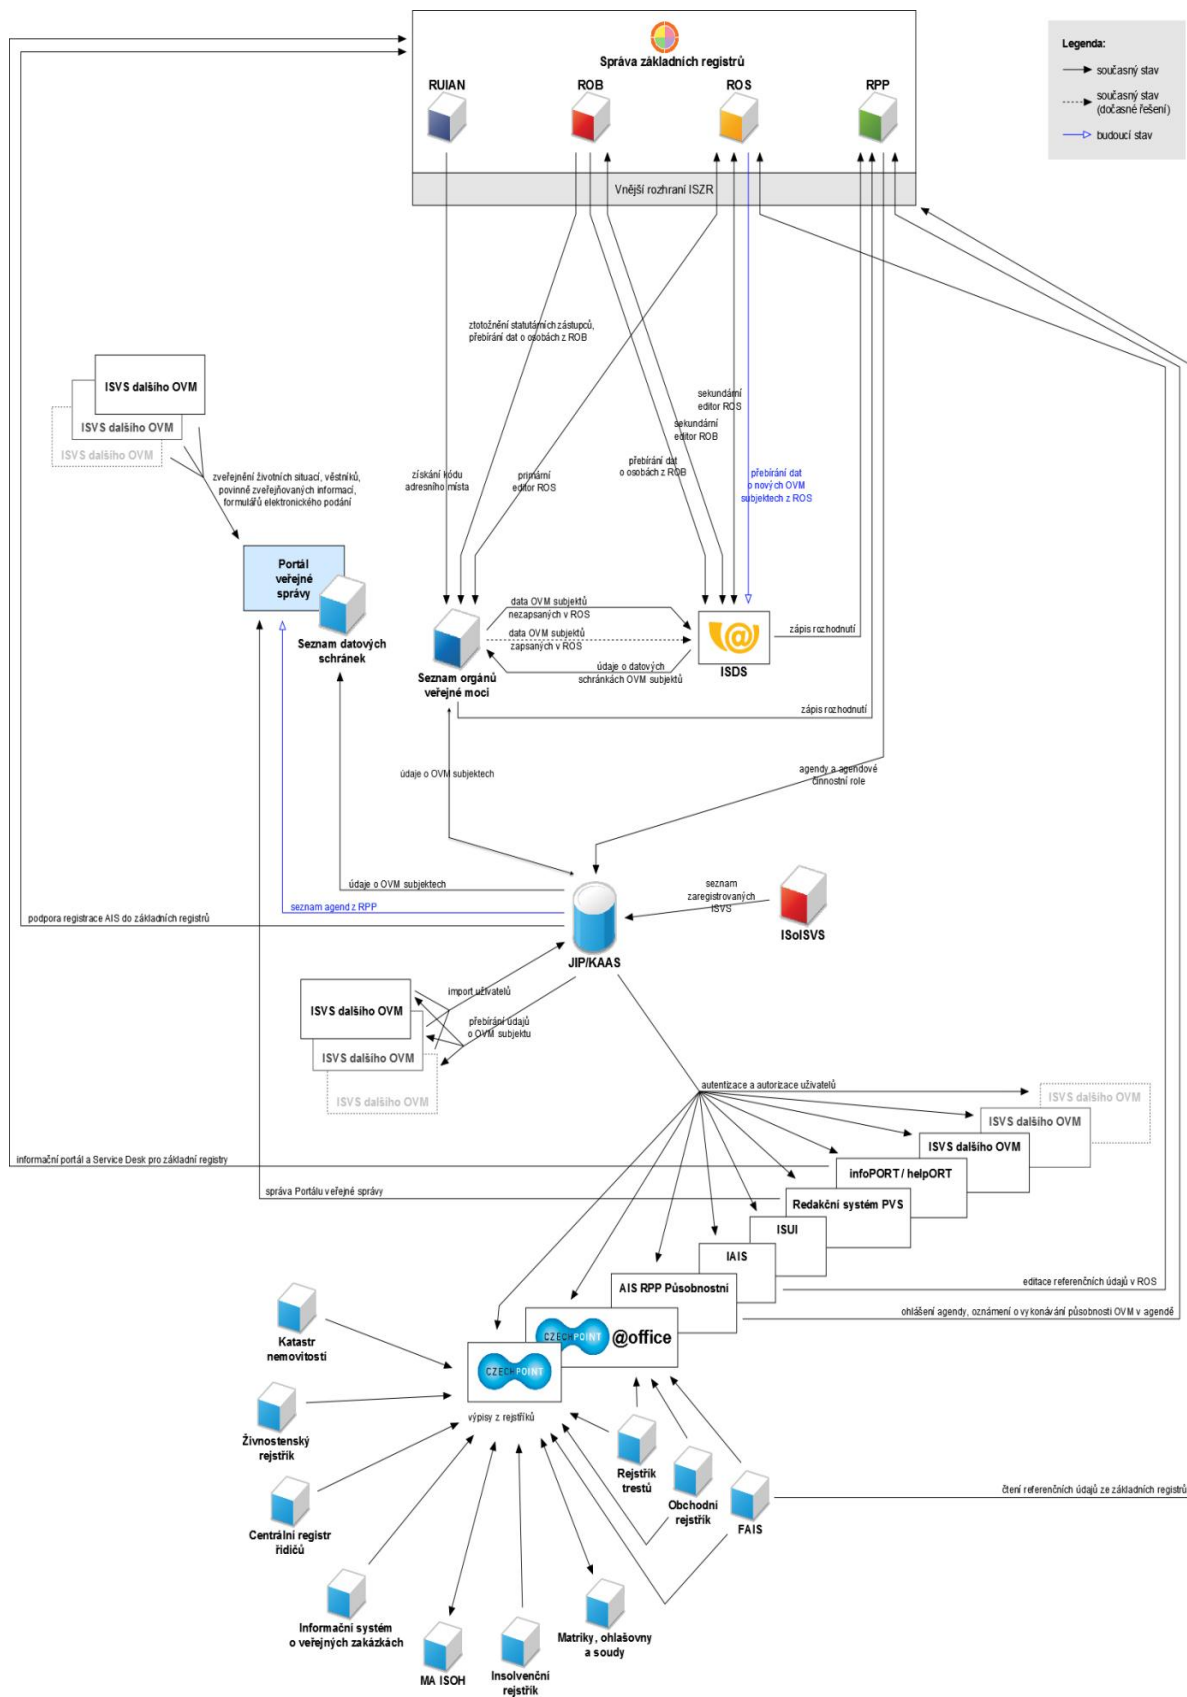 Správa základních registrů
RUIAN
ROB
ROS
RPP
Vnější rozhraní ISZR
Legenda:
současný stav
současný stav
(dočasné řešení)
budoucí stav
ztotožnění statutárních zástupců,
přebírání dat o osobách z ROB
ISVS dalšího OVM
ISVS dalšího OVM
ISVS dalšího OVM
zveřejnění životních situací, věstníků,
povinně zveřejňovaných informací,
formulářů elektronického podání
získání kódu
adresního místa
primární
editor ROS
sekundární
editor ROS
sekundární
editor ROB
přebírání dat
o osobách z ROB
přebírání dat
o nových OVM
subjektech z ROS
Portál
veřejné
správy
Seznam datových
schránek
data OVM subjektů
nezapsaných v ROS
data OVM subjektů
zapsaných v ROS
údaje o datových
schránkách OVM subjektů
Seznam orgánů
veřejné moci
ISDS
zápis rozhodnutí
zápis rozhodnutí
údaje o OVM subjektech
agendy a agendové
činnostní role
údaje o OVM subjektech
seznam agend z RPP
podpora registrace AIS do základních registrů
seznam
zaregistrovaných
ISVS
ISoISVS
JIP/KAAS
import uživatelů
přebírání údajů
o OVM subjektu
ISVS dalšího OVM
ISVS dalšího OVM
ISVS dalšího OVM
autentizace a autorizace uživatelů
ISVS dalšího OVM
ISVS dalšího OVM
ISVS dalšího OVM
infoPORT / helpORT
Redakční systém PVS
ISUI
IAIS
AIS RPP Působnostní
informační portál a Service Desk pro základní registry
správa Portálu veřejné správy
editace referenčních údajů v ROS
ohlášení agendy, oznámení o vykonávání působnosti OVM v agendě
CZECHPOINT @office
CZECHPOINT
výpisy z rejstříků
Katastr
nemovitostí
Živnostenský
rejstřík
Centrální registr
řidičů
Informační systém
o veřejných zakázkách
MA ISOH
Insolvenční
rejstřík
Matriky, ohlašovny
a soudy
Rejstřík
trestů
Obchodní
rejstřík
FAIS
čtení referenčních údajů ze základních registrů